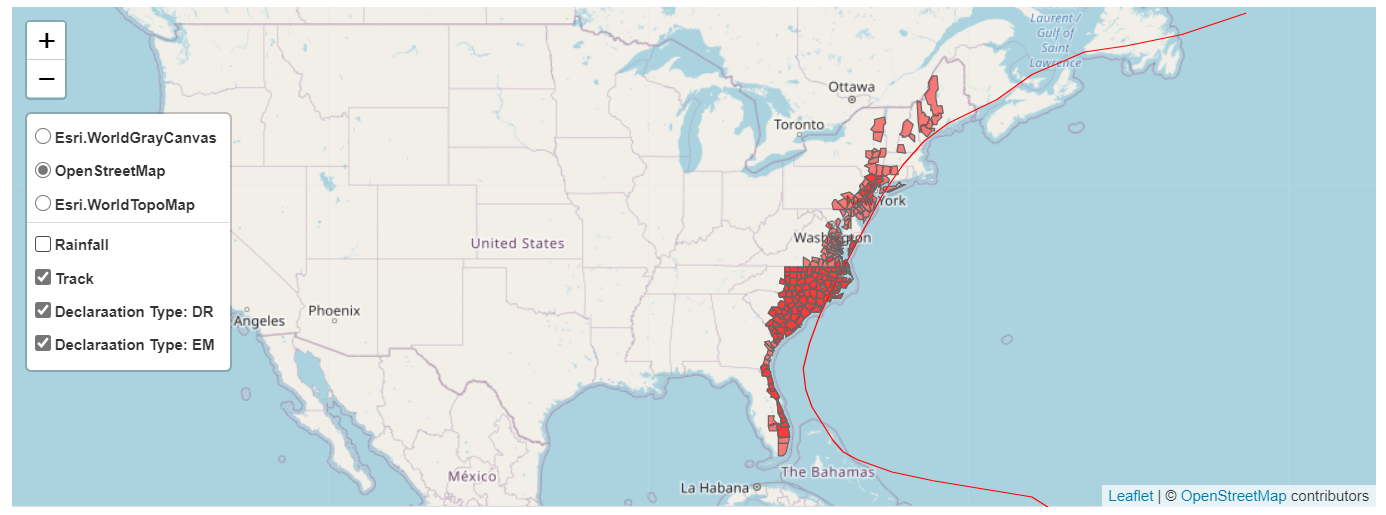 +
−
Esri.WorldGrayCanvas
OpenStreetMap
Esri.WorldTopoMap
Rainfall
Track
Declaraation Type: DR
Declaraation Type: EM
Laurent /
Gulf of
Saint
Lawrence
Ottawa
Toronto
York
Washington
United States
Phoenix
Angeles
México
La Habana
The Bahamas
Leaflet | © OpenStreetMap contributors